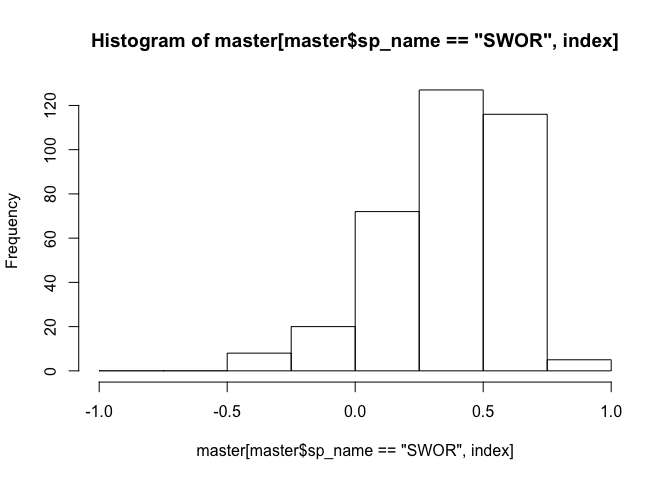 Histogram of master[master$sp_name == "SWOR", index]
Frequency
120
100
80
60
40
20
0
-1.0 -0.5 0.0 0.5 1.0
master[master$sp_name == "SWOR", index]